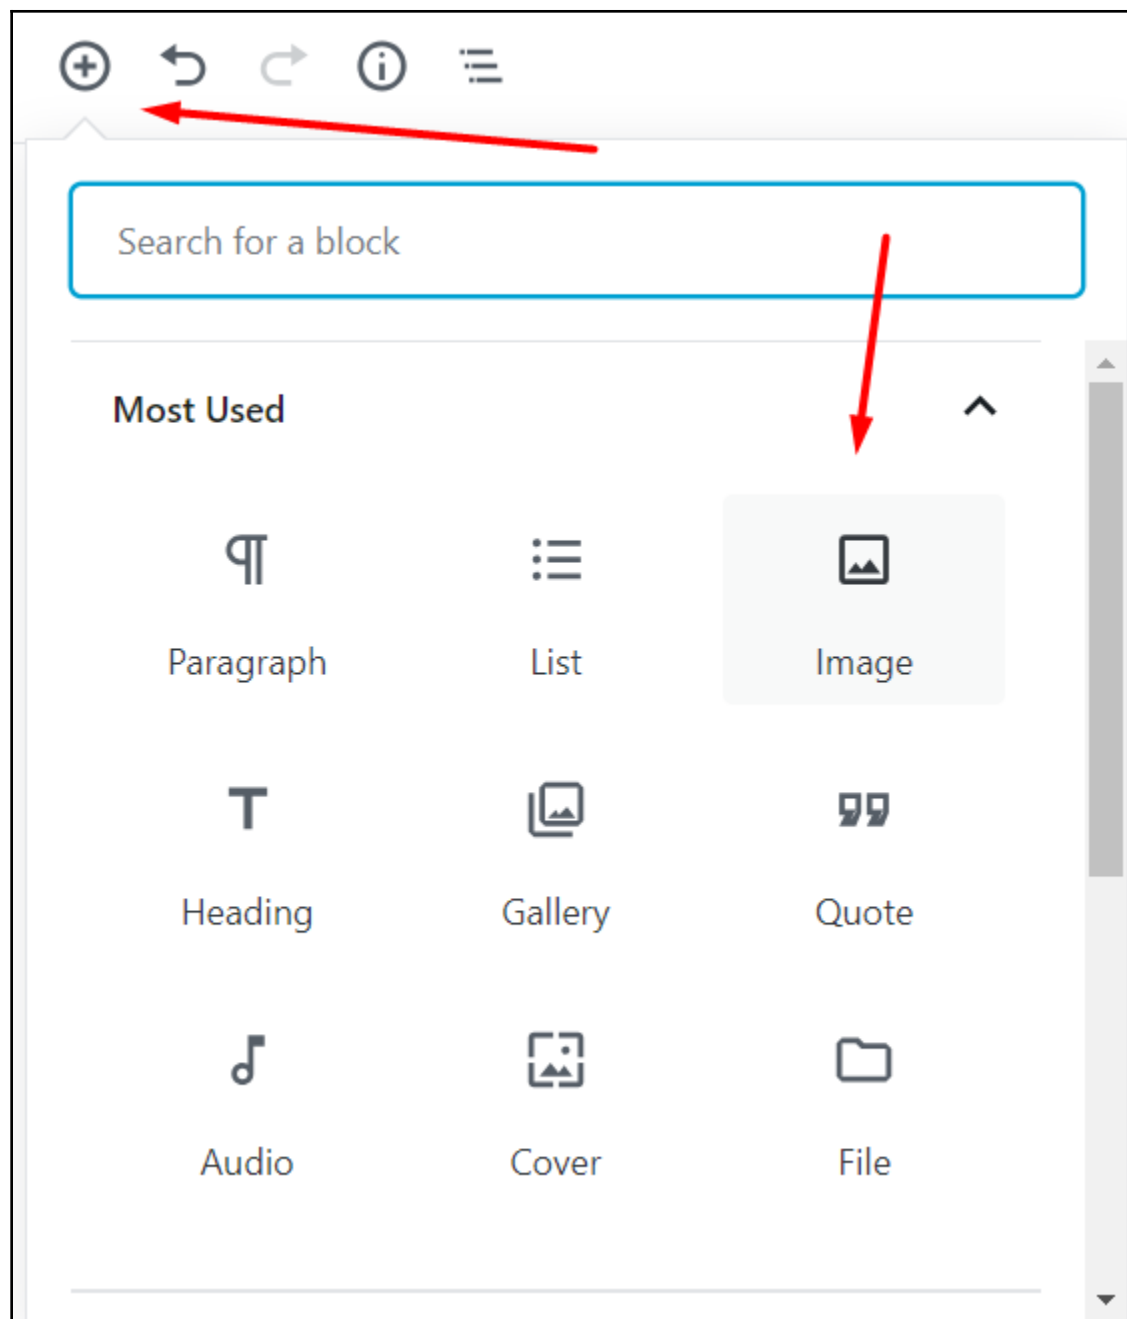 Search for a block
Most Used
Paragraph
List
Image
Heading
Gallery
Quote
Audio
Cover
File